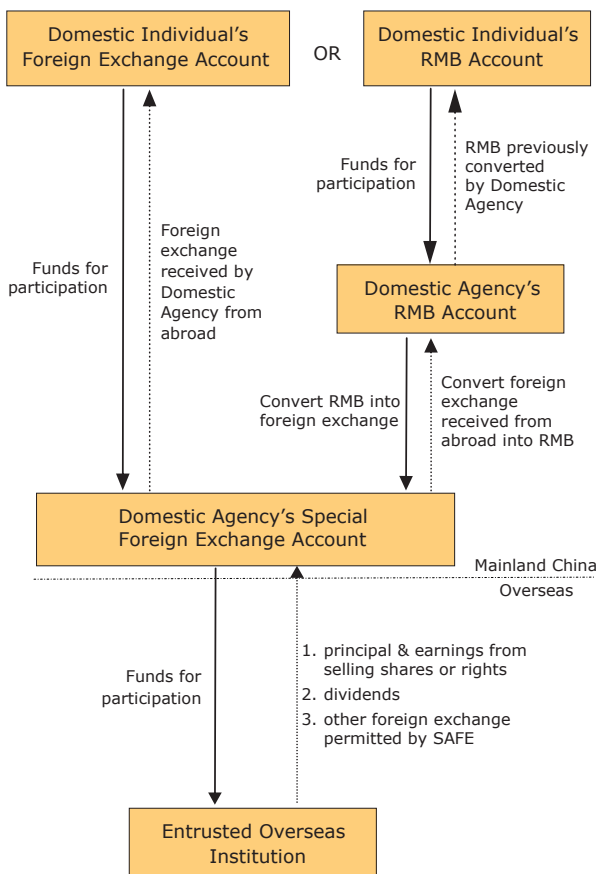 Domestic Individual’s
Foreign Exchange Account
OR
Domestic Individual’s
RMB Account
Funds for
participation
RMB previously
converted
by Domestic
Agency
Funds for
participation
Foreign
exchange
received by
Domestic
Agency from
abroad
Domestic Agency’s
RMB Account
Convert RMB into
foreign exchange
Convert foreign
exchange
received from
abroad into RMB
Domestic Agency’s Special
Foreign Exchange Account
Mainland China
Overseas
Funds for
participation
1. principal & earnings from
selling shares or rights
2. dividends
3. other foreign exchange
permitted by SAFE
Entrusted Overseas
Institution